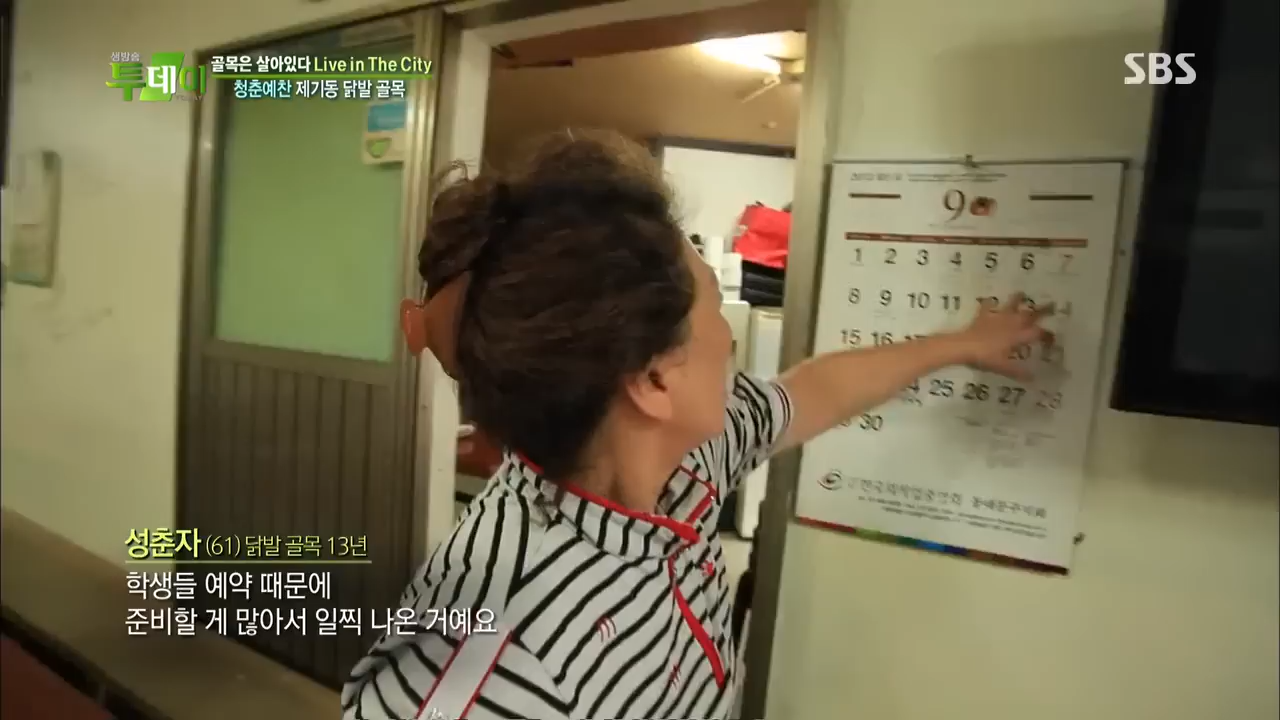 생방송
투데이
골목은 살아있다 Live in The City
청춘예찬 제기동 닭발 골목
SBS
9
1 2 3 4 5 6 7
8 9 10 11 12 13 14
15 16 20 21
25 26 27 28
30
성춘자 (61) 닭발 골목 13년
학생들 예약 때문에
준비할 게 많아서 일찍 나온 거예요